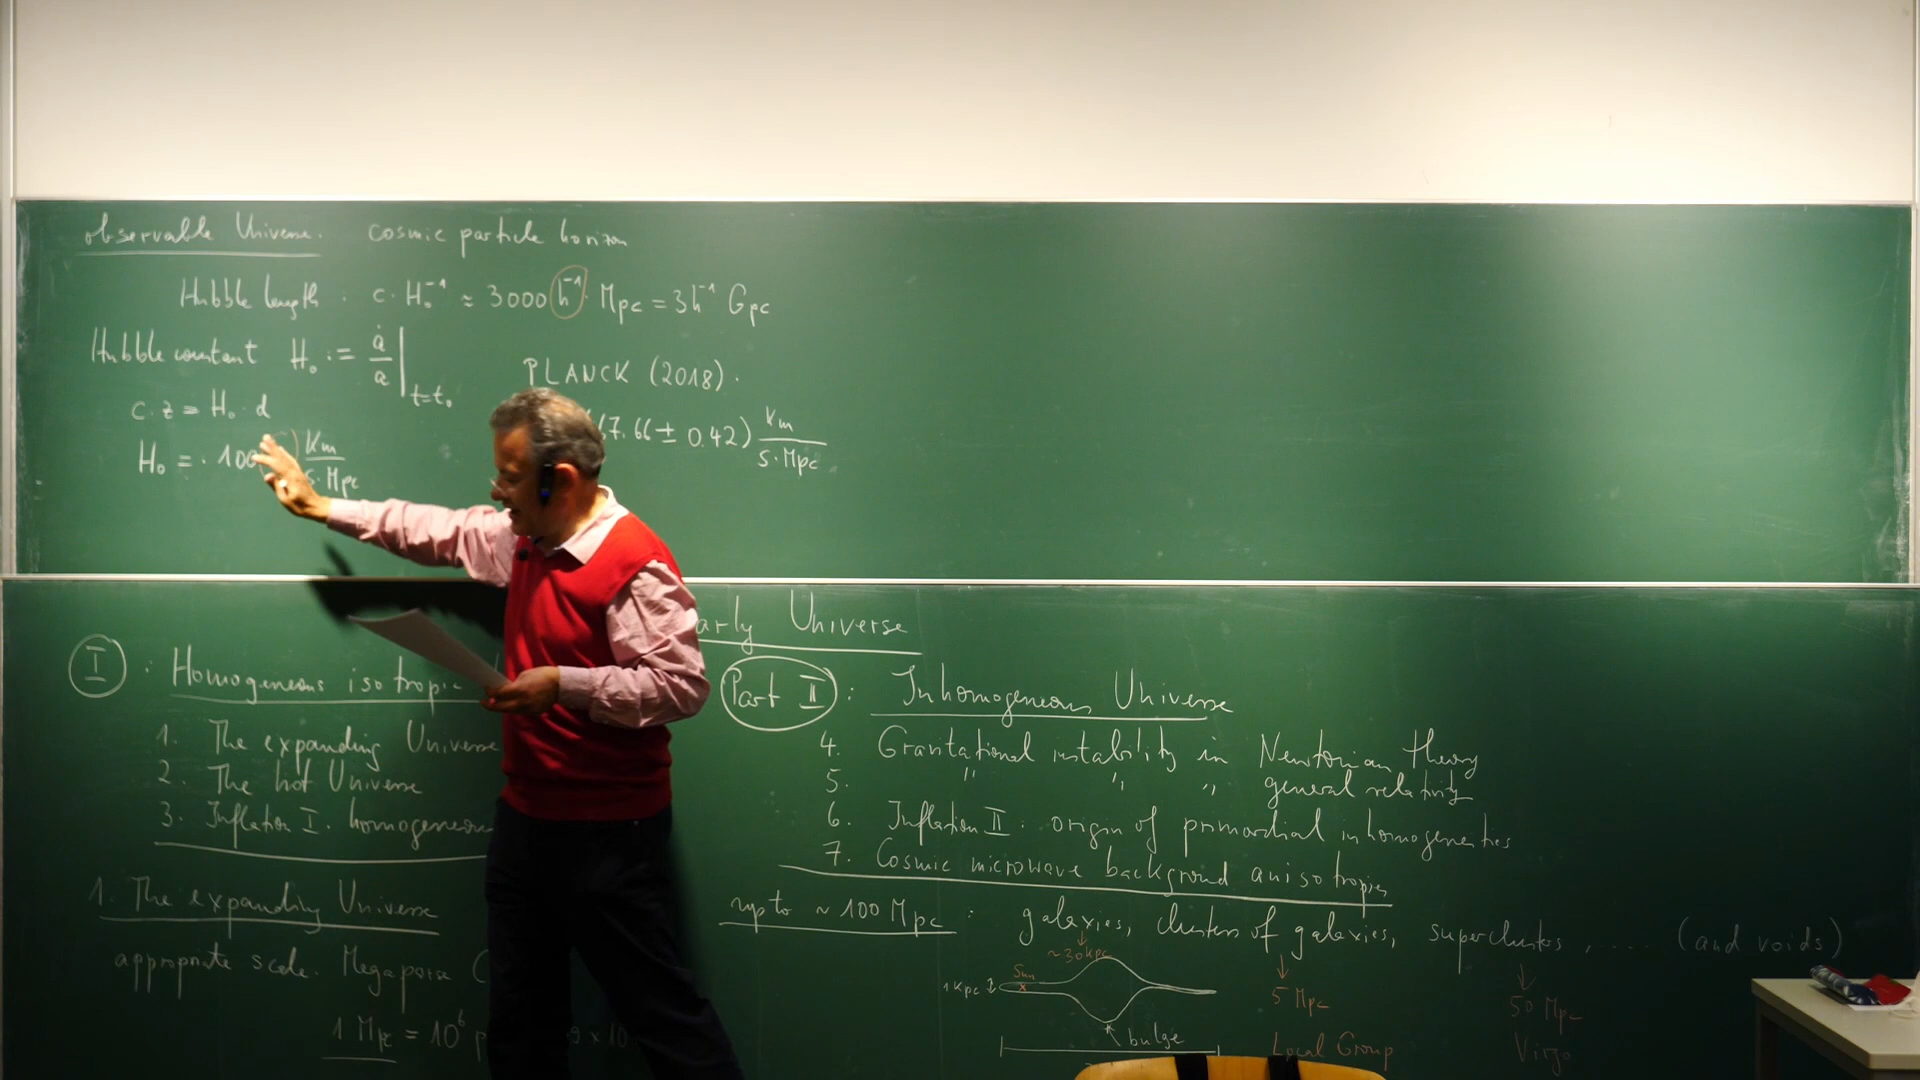 observable Universe. cosmic particle horizon
Hubble length : c·H₀⁻¹ ≈ 3000 h⁻¹ Mpc = 3h⁻¹ Gpc
Hubble constant H₀ := ȧ/a |t=t₀
c·z = H₀·d
H₀ = · 100 km/s·Mpc
PLANCK (2018).
67.66 ± 0.42) km/s·Mpc
arly Universe
I : Homogeneous isotropic
1. The expanding Universe
2. The hot Universe
3. Inflation I. homogeneous
Part II : Inhomogeneous Universe
4. Gravitational instability in Newtonian theory
5. " " " general relativity
6. Inflation II : origin of primordial inhomogeneities
7. Cosmic microwave background anisotropies
1. The expanding Universe
appropriate scale. Megaparsec (
1 Mpc = 10⁶ p 9 x 10
up to ~ 100 Mpc : galaxies, clusters of galaxies, superclusters, .... (and voids)
~30kpc
Sun
1 kpc
bulge
5 Mpc
Local Group
50 Mpc
Virgo